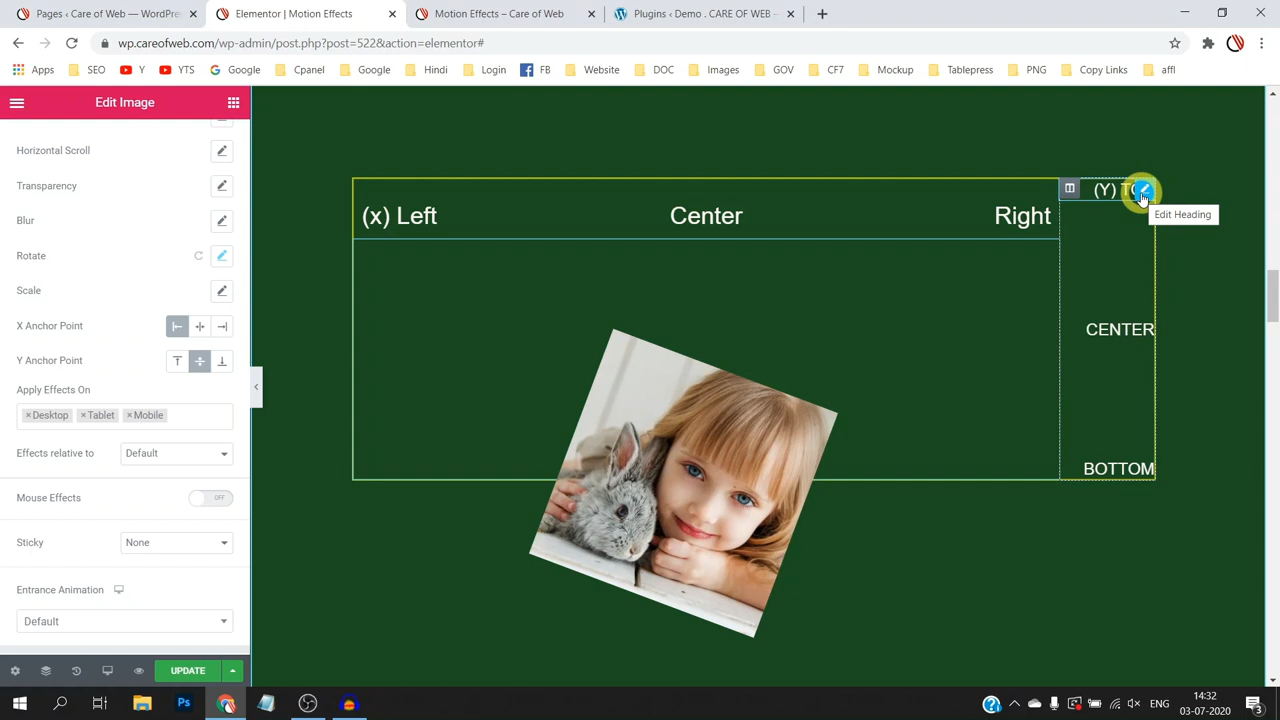 Pages ‹ Care of Web — WordPre
Elementor | Motion Effects
Motion Effects – Care of Web
Plugins ‹ Demo . CARE OF WEB –
wp.careofweb.com/wp-admin/post.php?post=522&action=elementor#
Apps
SEO
Y
YTS
Google
Cpanel
Google
Hindi
Login
FB
Website
DOC
Images
GOV
CF7
Mockup
Tablepress
PNG
Copy Links
affl
Edit Image
Horizontal Scroll
Transparency
Blur
Rotate
Scale
X Anchor Point
Y Anchor Point
Apply Effects On
×Desktop ×Tablet ×Mobile
Effects relative to Default
Mouse Effects OFF
Sticky None
Entrance Animation
Default
UPDATE
(x) Left Center Right
(Y)
Edit Heading
CENTER
BOTTOM
ENG
14:32
03-07-2020
3